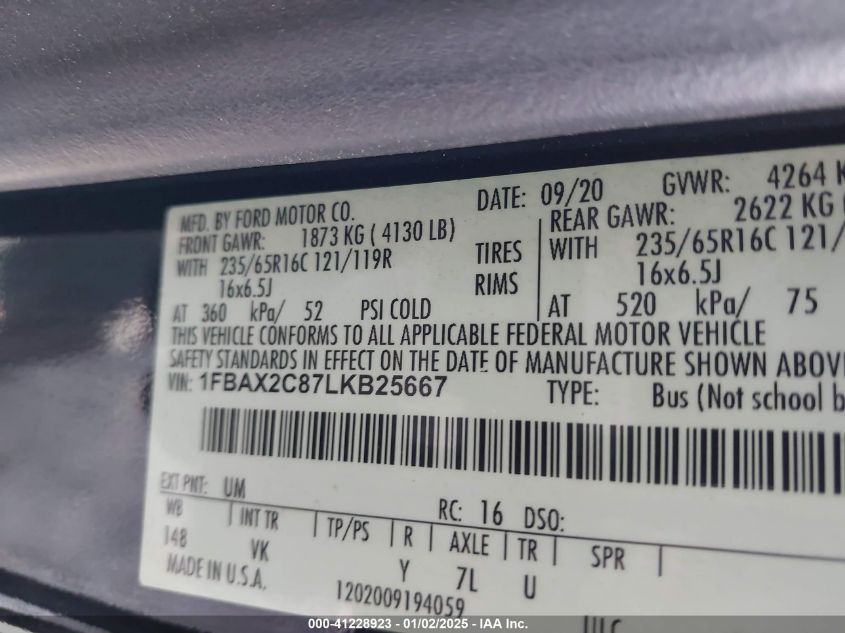 MFD. BY FORD MOTOR CO. DATE: 09/20 GVWR: 4264 K
FRONT GAWR: 1873 KG ( 4130 LB) REAR GAWR: 2622 KG (
WITH 235/65R16C 121/119R TIRES WITH 235/65R16C 121/
16x6.5J RIMS 16x6.5J
AT 360 kPa/ 52 PSI COLD AT 520 kPa/ 75
THIS VEHICLE CONFORMS TO ALL APPLICABLE FEDERAL MOTOR VEHICLE
SAFETY STANDARDS IN EFFECT ON THE DATE OF MANUFACTURE SHOWN ABOV
VIN: 1FBAX2C87LKB25667 TYPE: Bus (Not school b
EXT PNT: UM RC: 16 DSO:
WB INT TR TP/PS R AXLE TR SPR
148 VK Y 7L U
MADE IN U.S.A. 1202009194059
000-41228923 - 01/02/2025 - IAA Inc.